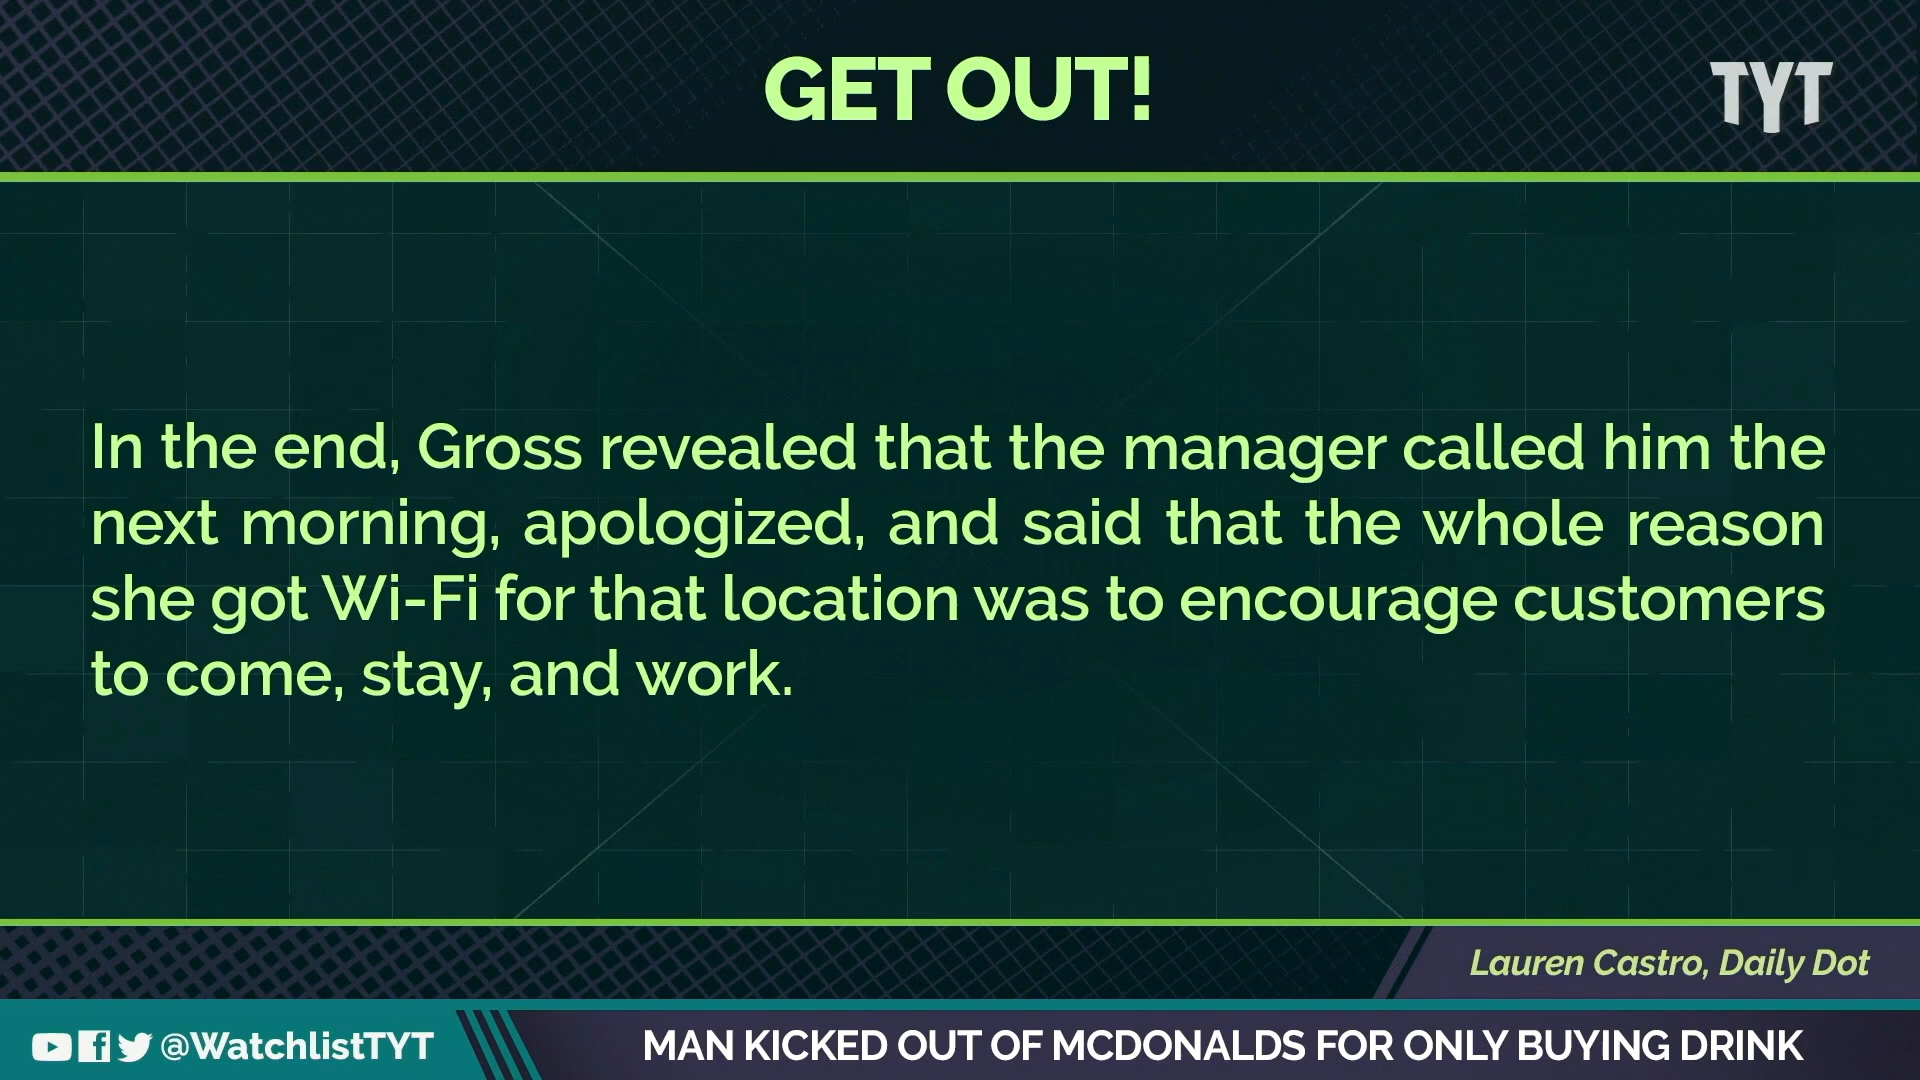 GET OUT!
TYT
In the end, Gross revealed that the manager called him the
next morning, apologized, and said that the whole reason
she got Wi-Fi for that location was to encourage customers
to come, stay, and work.
Lauren Castro, Daily Dot
@WatchlistTYT
MAN KICKED OUT OF MCDONALDS FOR ONLY BUYING DRINK